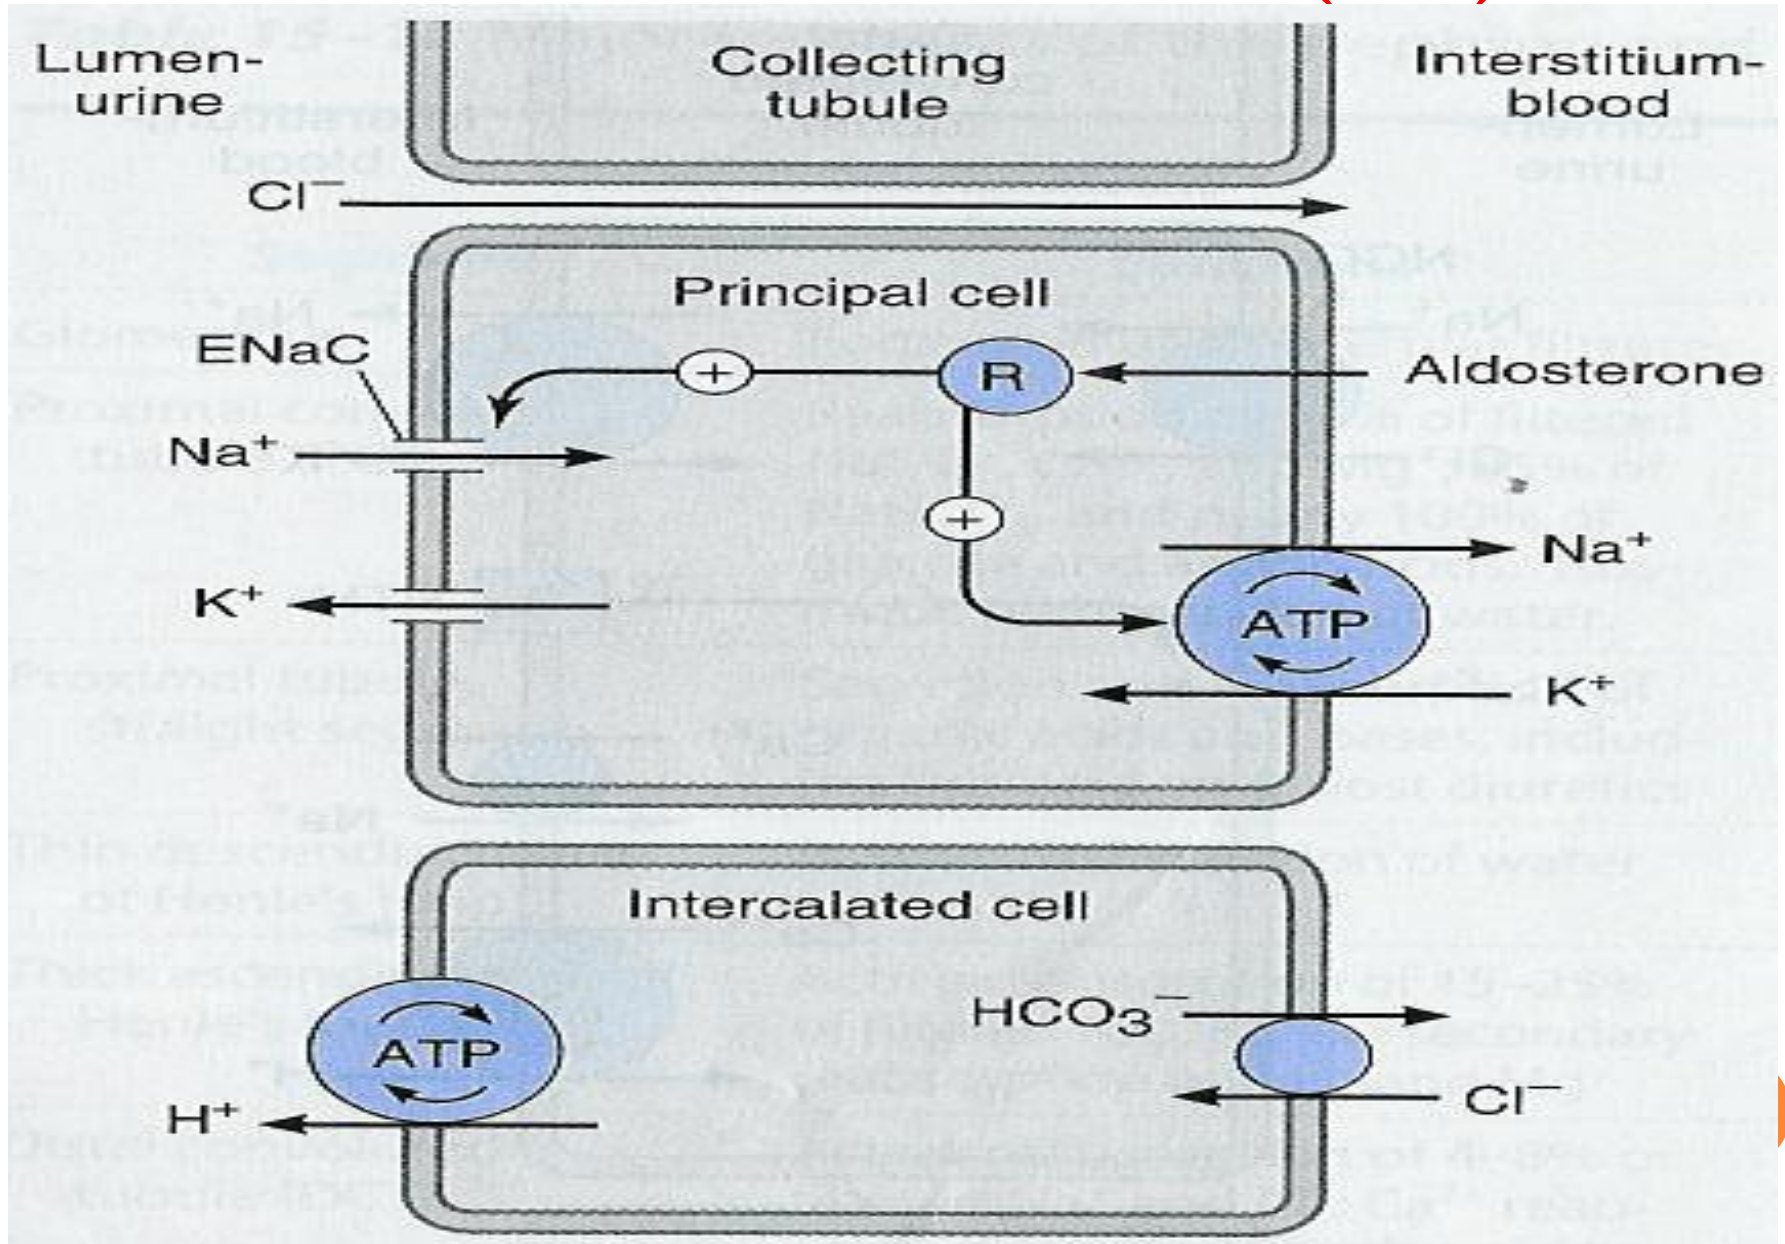 Lumen-
urine
Collecting
tubule
Interstitium-
blood
Cl⁻
Principal cell
ENaC
+
R
Aldosterone
Na⁺
+
Na⁺
K⁺
ATP
K⁺
Intercalated cell
HCO₃⁻
ATP
Cl⁻
H⁺